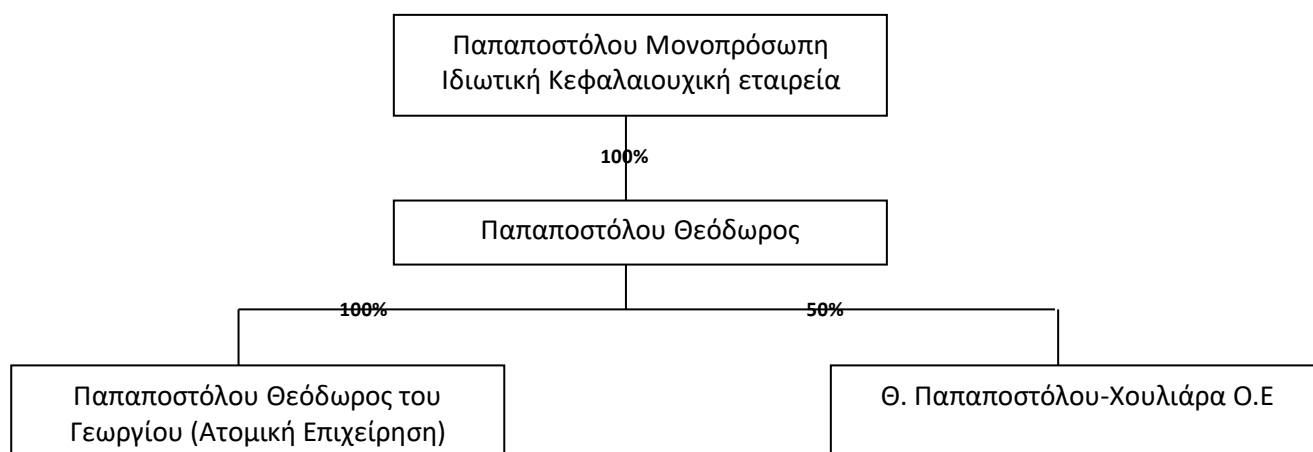 Παπαποστόλου Μονοπρόσωπη
Ιδιωτική Κεφαλαιουχική εταιρεία
100%
Παπαποστόλου Θεόδωρος
100%
50%
Παπαποστόλου Θεόδωρος του
Γεωργίου (Ατομική Επιχείρηση)
Θ. Παπαποστόλου-Χουλιάρα Ο.Ε